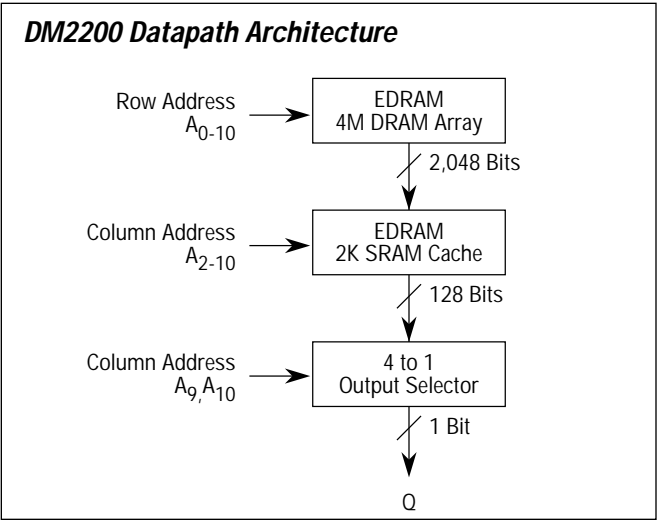 DM2200 Datapath Architecture
Row Address
A0-10
EDRAM
4M DRAM Array
2,048 Bits
Column Address
A2-10
EDRAM
2K SRAM Cache
128 Bits
Column Address
A9,A10
4 to 1
Output Selector
1 Bit
Q